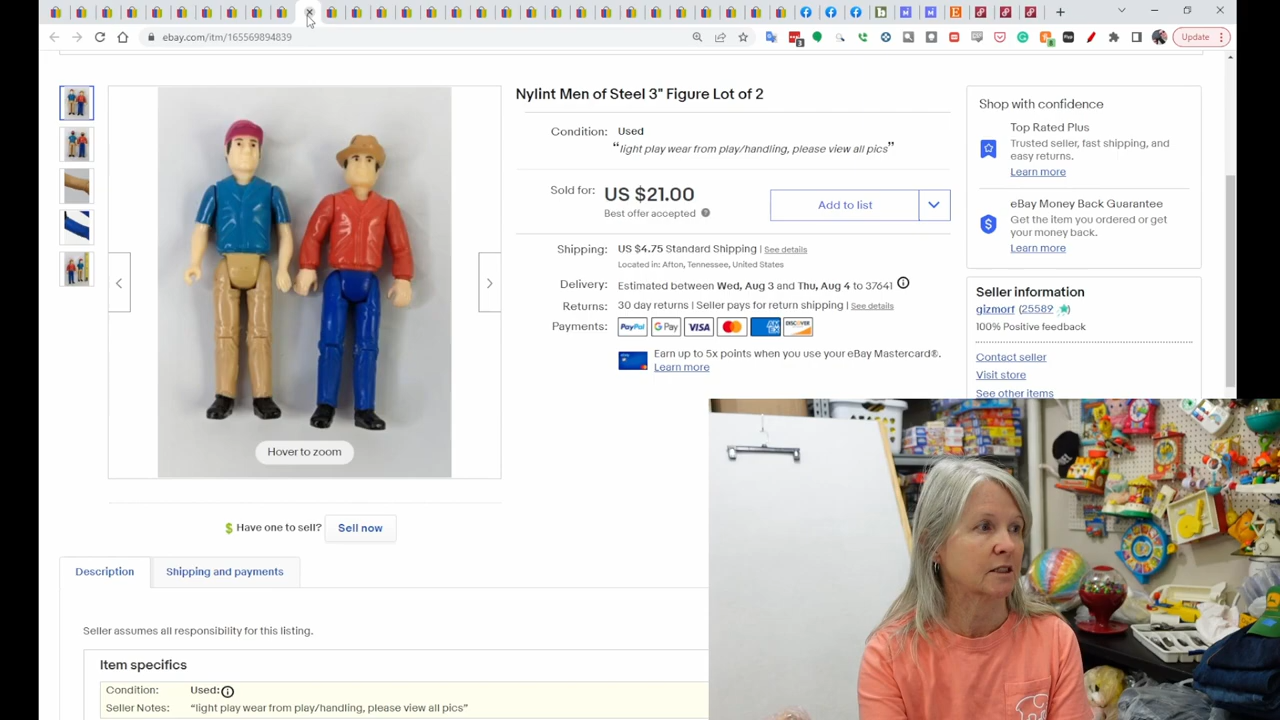 ebay.com/itm/165569894839
Update
Nylint Men of Steel 3" Figure Lot of 2
Condition: Used
“light play wear from play/handling, please view all pics”
Sold for: US $21.00
Best offer accepted
Add to list
Shipping: US $4.75 Standard Shipping | See details
Located in: Afton, Tennessee, United States
Delivery: Estimated between Wed, Aug 3 and Thu, Aug 4 to 37641
Returns: 30 day returns | Seller pays for return shipping | See details
Payments: PayPal G Pay VISA DISCOVER
Earn up to 5x points when you use your eBay Mastercard®.
Learn more
Shop with confidence
Top Rated Plus
Trusted seller, fast shipping, and
easy returns.
Learn more
eBay Money Back Guarantee
Get the item you ordered or get
your money back.
Learn more
Seller information
gizmorf (25589)
100% Positive feedback
Contact seller
Visit store
See other items
Hover to zoom
Have one to sell? Sell now
Description
Shipping and payments
Seller assumes all responsibility for this listing.
Item specifics
Condition: Used:
Seller Notes: “light play wear from play/handling, please view all pics”